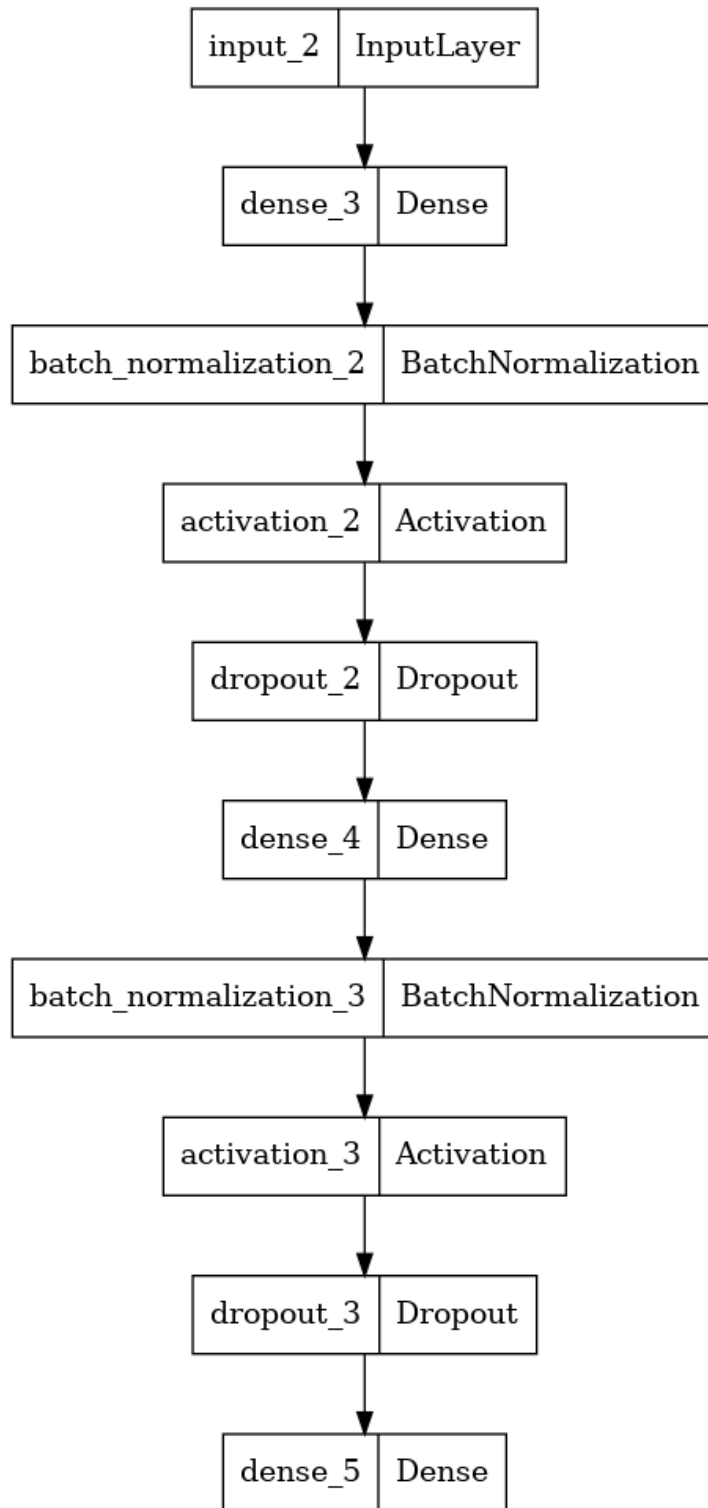 input_2 InputLayer
dense_3 Dense
batch_normalization_2 BatchNormalization
activation_2 Activation
dropout_2 Dropout
dense_4 Dense
batch_normalization_3 BatchNormalization
activation_3 Activation
dropout_3 Dropout
dense_5 Dense